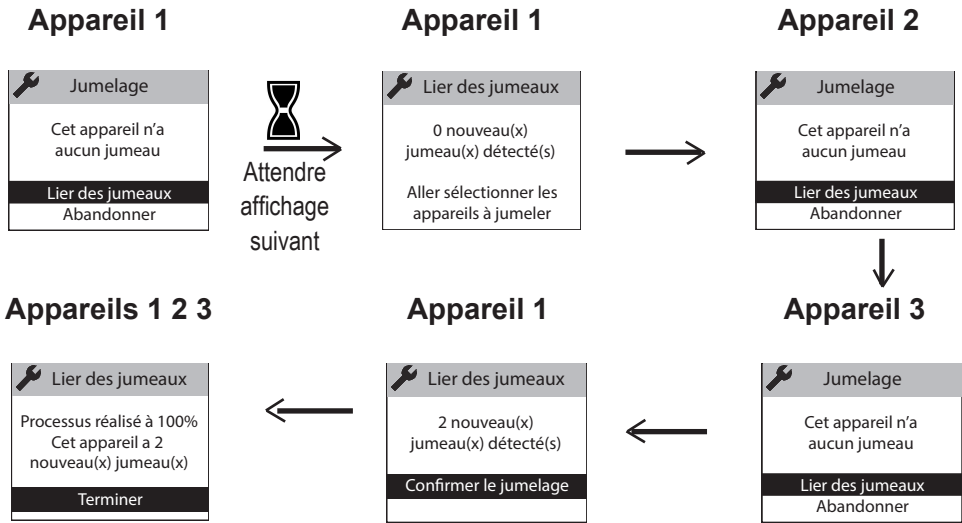 Appareil 1
Jumelage
Cet appareil n'a
aucun jumeau
Lier des jumeaux
Abandonner
Attendre
affichage
suivant
Appareil 1
Lier des jumeaux
0 nouveau(x)
jumeau(x) détecté(s)
Aller sélectionner les
appareils à jumeler
Appareil 2
Jumelage
Cet appareil n'a
aucun jumeau
Lier des jumeaux
Abandonner
Appareil 3
Jumelage
Cet appareil n'a
aucun jumeau
Lier des jumeaux
Abandonner
Appareil 1
Lier des jumeaux
2 nouveau(x)
jumeau(x) détecté(s)
Confirmer le jumelage
Appareils 1 2 3
Lier des jumeaux
Processus réalisé à 100%
Cet appareil a 2
nouveau(x) jumeau(x)
Terminer